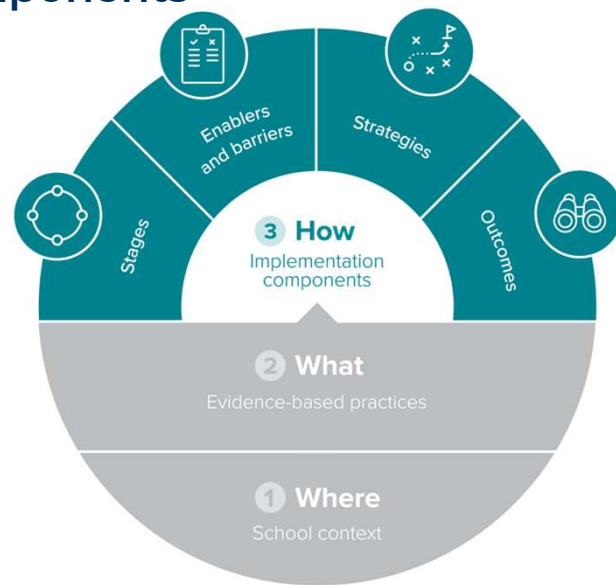 Stages
Enablers
and barriers
Strategies
Outcomes
3 How
Implementation
components
2 What
Evidence-based practices
1 Where
School context